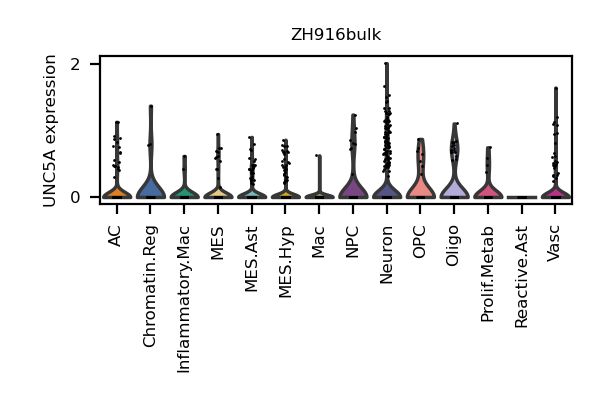 ZH916bulk
UNC5A expression
2
0
AC
Chromatin.Reg
Inflammatory.Mac
MES
MES.Ast
MES.Hyp
Mac
NPC
Neuron
OPC
Oligo
Prolif.Metab
Reactive.Ast
Vasc